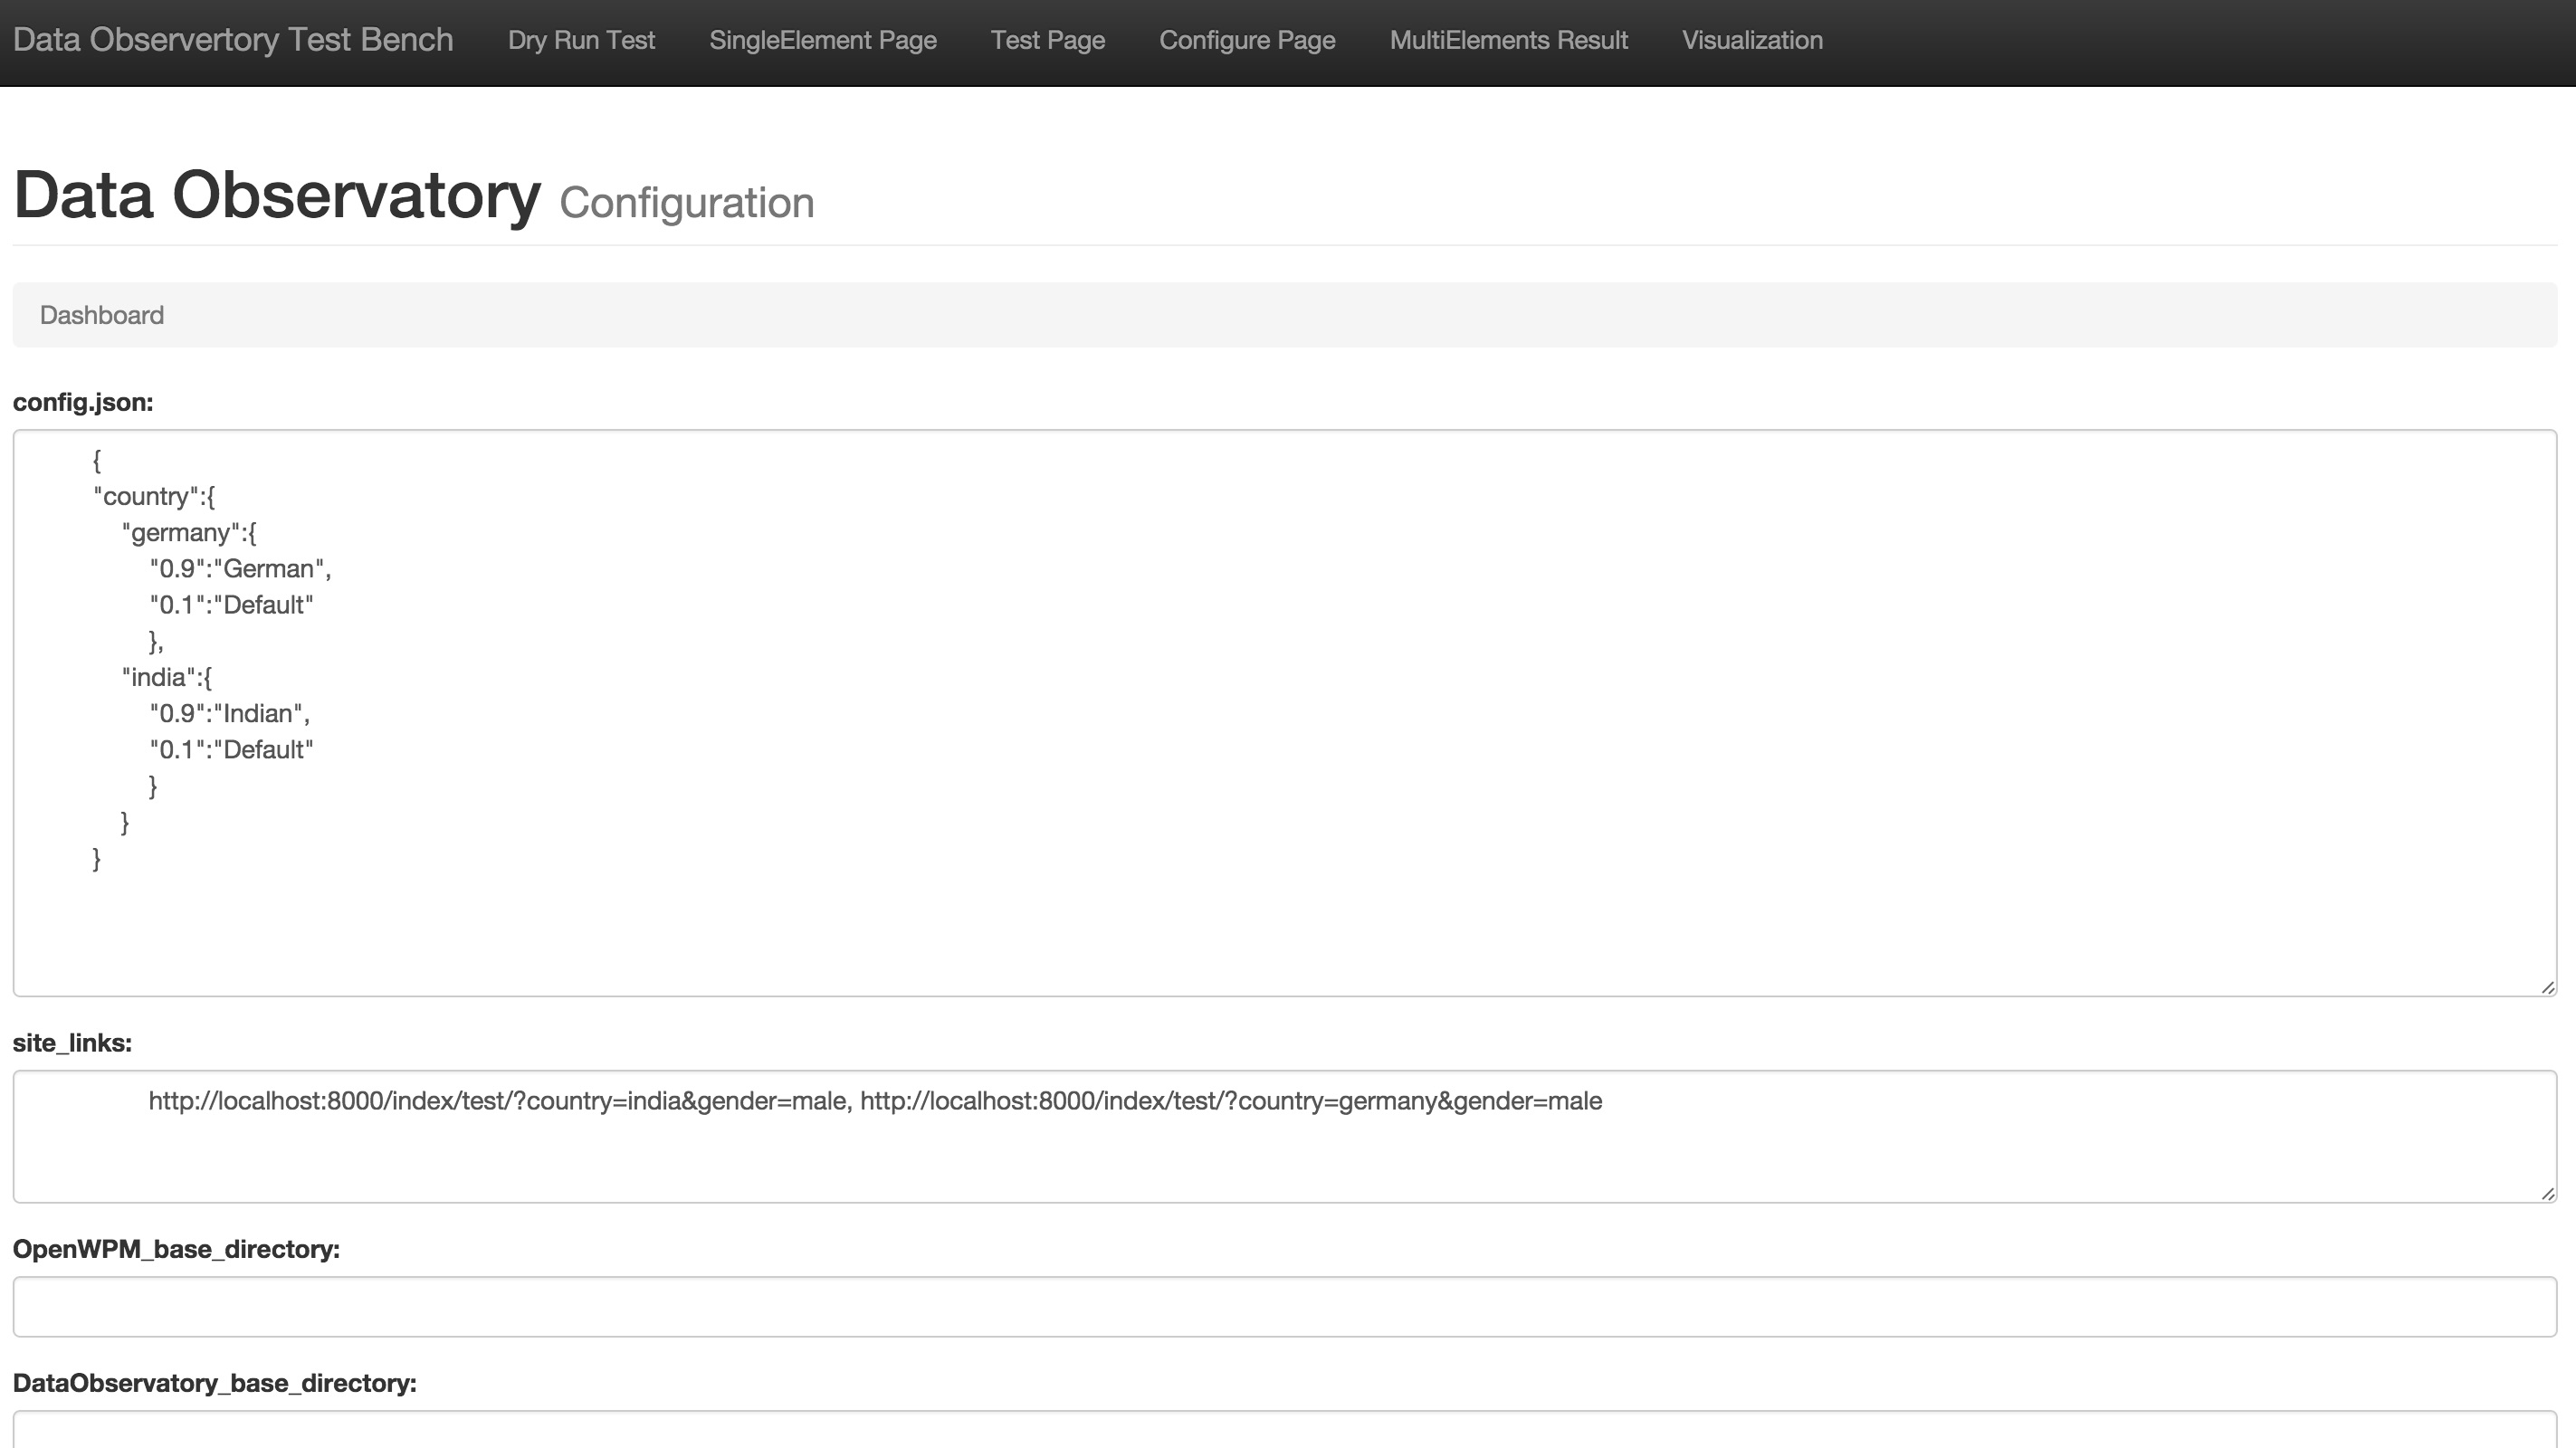 Data Observertory Test Bench Dry Run Test SingleElement Page Test Page Configure Page MultiElements Result Visualization
Data Observatory Configuration
Dashboard
config.json:
{
"country":{
"germany":{
"0.9":"German",
"0.1":"Default"
},
"india":{
"0.9":"Indian",
"0.1":"Default"
}
}
}
site_links:
http://localhost:8000/index/test/?country=india&gender=male, http://localhost:8000/index/test/?country=germany&gender=male
OpenWPM_base_directory:
DataObservatory_base_directory: